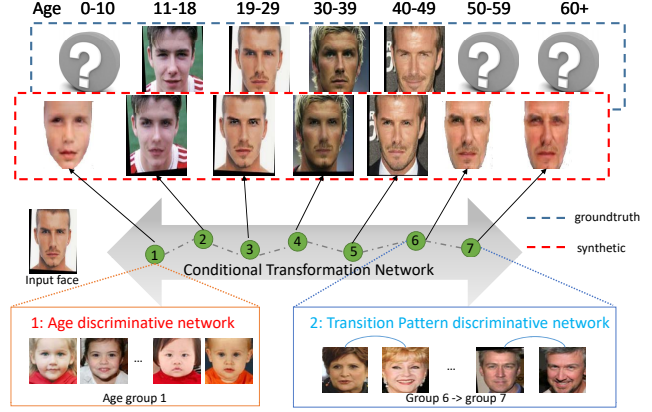 Age 0-10 11-18 19-29 30-39 40-49 50-59 60+
? ? ?
1 2 3 4 5 6 7
Conditional Transformation Network
Input face
groundtruth
synthetic
1: Age discriminative network
...
Age group 1
2: Transition Pattern discriminative network
...
Group 6 -> group 7